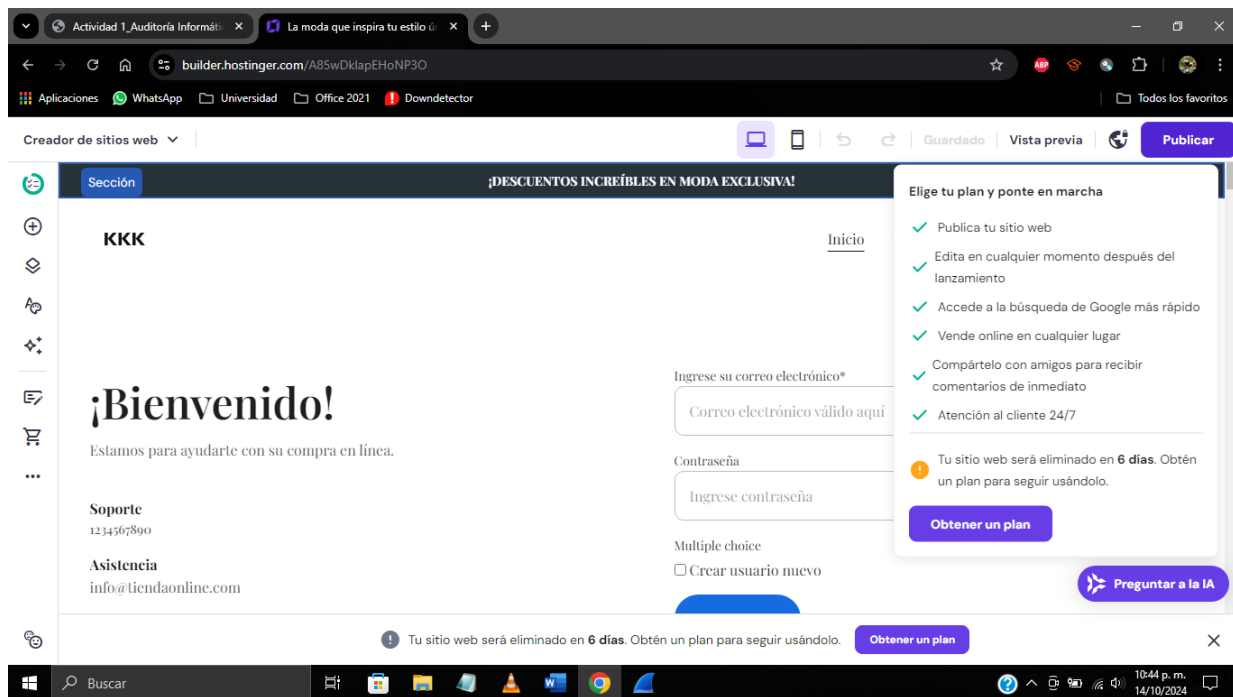 Actividad 1_Auditoría Informáti
La moda que inspira tu estilo ú
builder.hostinger.com/A85wDkIapEHoNP3O
ABP
Aplicaciones
WhatsApp
Universidad
Office 2021
Downdetector
Todos los favoritos
Creador de sitios web
Guardado
Vista previa
Publicar
Sección
¡DESCUENTOS INCREÍBLES EN MODA EXCLUSIVA!
KKK
Inicio
Elige tu plan y ponte en marcha
Publica tu sitio web
Edita en cualquier momento después del
lanzamiento
Accede a la búsqueda de Google más rápido
Vende online en cualquier lugar
Compártelo con amigos para recibir
comentarios de inmediato
Atención al cliente 24/7
Tu sitio web será eliminado en 6 días. Obtén
un plan para seguir usándolo.
Obtener un plan
¡Bienvenido!
Estamos para ayudarte con su compra en línea.
Soporte
1234567890
Asistencia
info@tiendaonline.com
Ingrese su correo electrónico*
Correo electrónico válido aquí
Contraseña
Ingrese contraseña
Multiple choice
Crear usuario nuevo
Preguntar a la IA
Tu sitio web será eliminado en 6 días. Obtén un plan para seguir usándolo.
Obtener un plan
Buscar
10:44 p. m.
14/10/2024